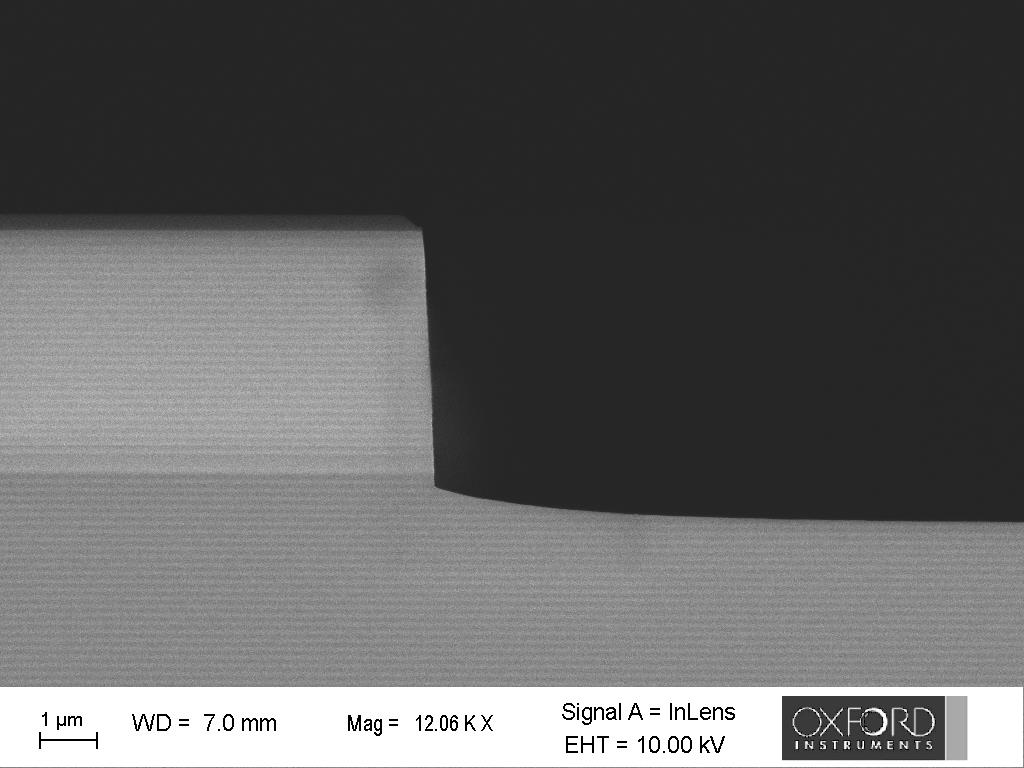 1 µm
WD = 7.0 mm
Mag = 12.06 K X
Signal A = InLens
EHT = 10.00 kV
OXFORD
INSTRUMENTS